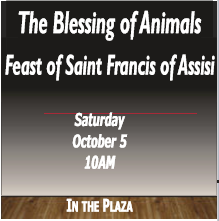 The Blessing of Animals
Feast of Saint Francis of Assisi
Saturday
October 5
10AM
IN THE PLAZA